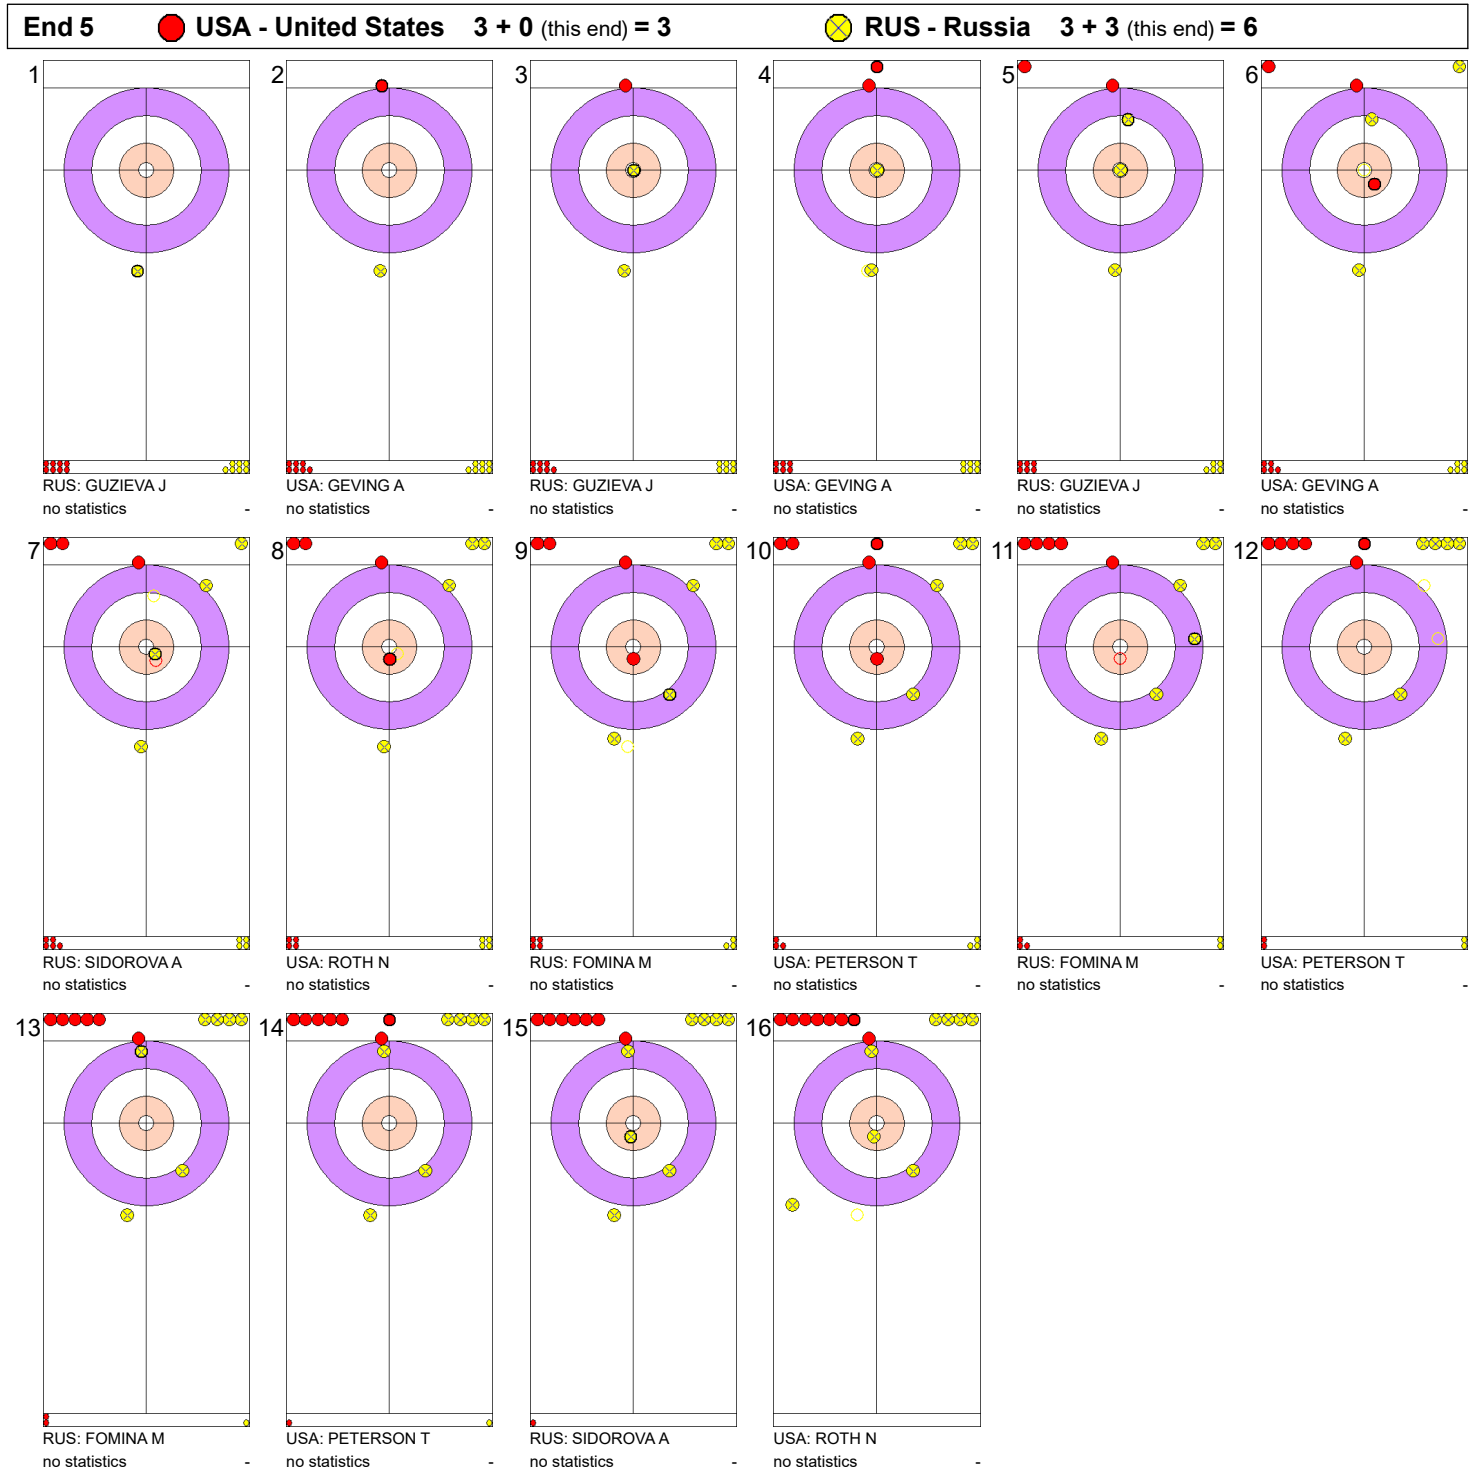 End 5 USA - United States 3 + 0 (this end) = 3 RUS - Russia 3 + 3 (this end) = 6
1 2 3 4 5 6
RUS: GUZIEVA J USA: GEVING A RUS: GUZIEVA J USA: GEVING A RUS: GUZIEVA J USA: GEVING A
no statistics - no statistics - no statistics - no statistics - no statistics - no statistics -
7 8 9 10 11 12
RUS: SIDOROVA A USA: ROTH N RUS: FOMINA M USA: PETERSON T RUS: FOMINA M USA: PETERSON T
no statistics - no statistics - no statistics - no statistics - no statistics - no statistics -
13 14 15 16
RUS: FOMINA M USA: PETERSON T RUS: SIDOROVA A USA: ROTH N
no statistics - no statistics - no statistics - no statistics -